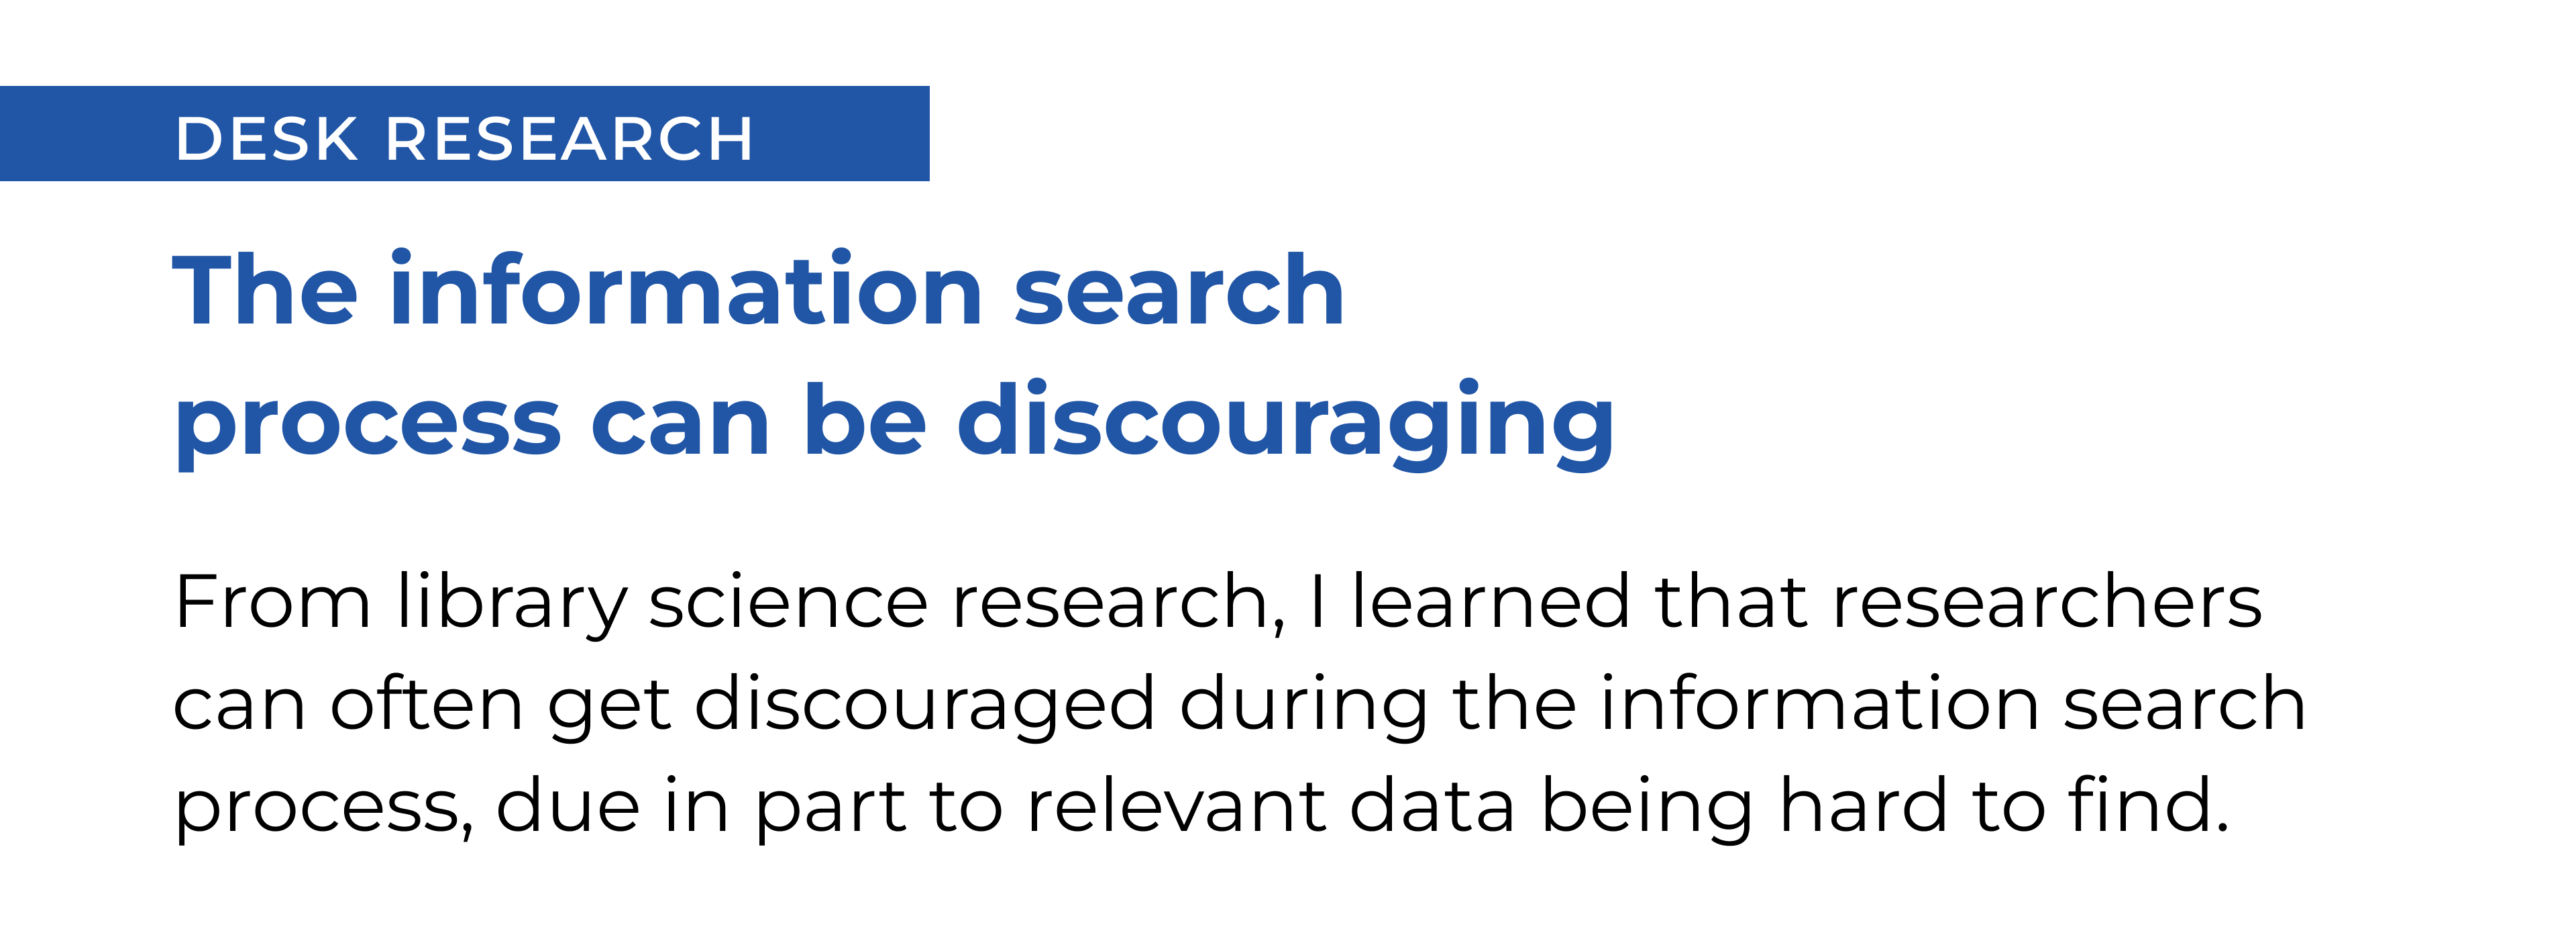 DESK RESEARCH
The information search
process can be discouraging
From library science research, I learned that researchers
can often get discouraged during the information search
process, due in part to relevant data being hard to find.